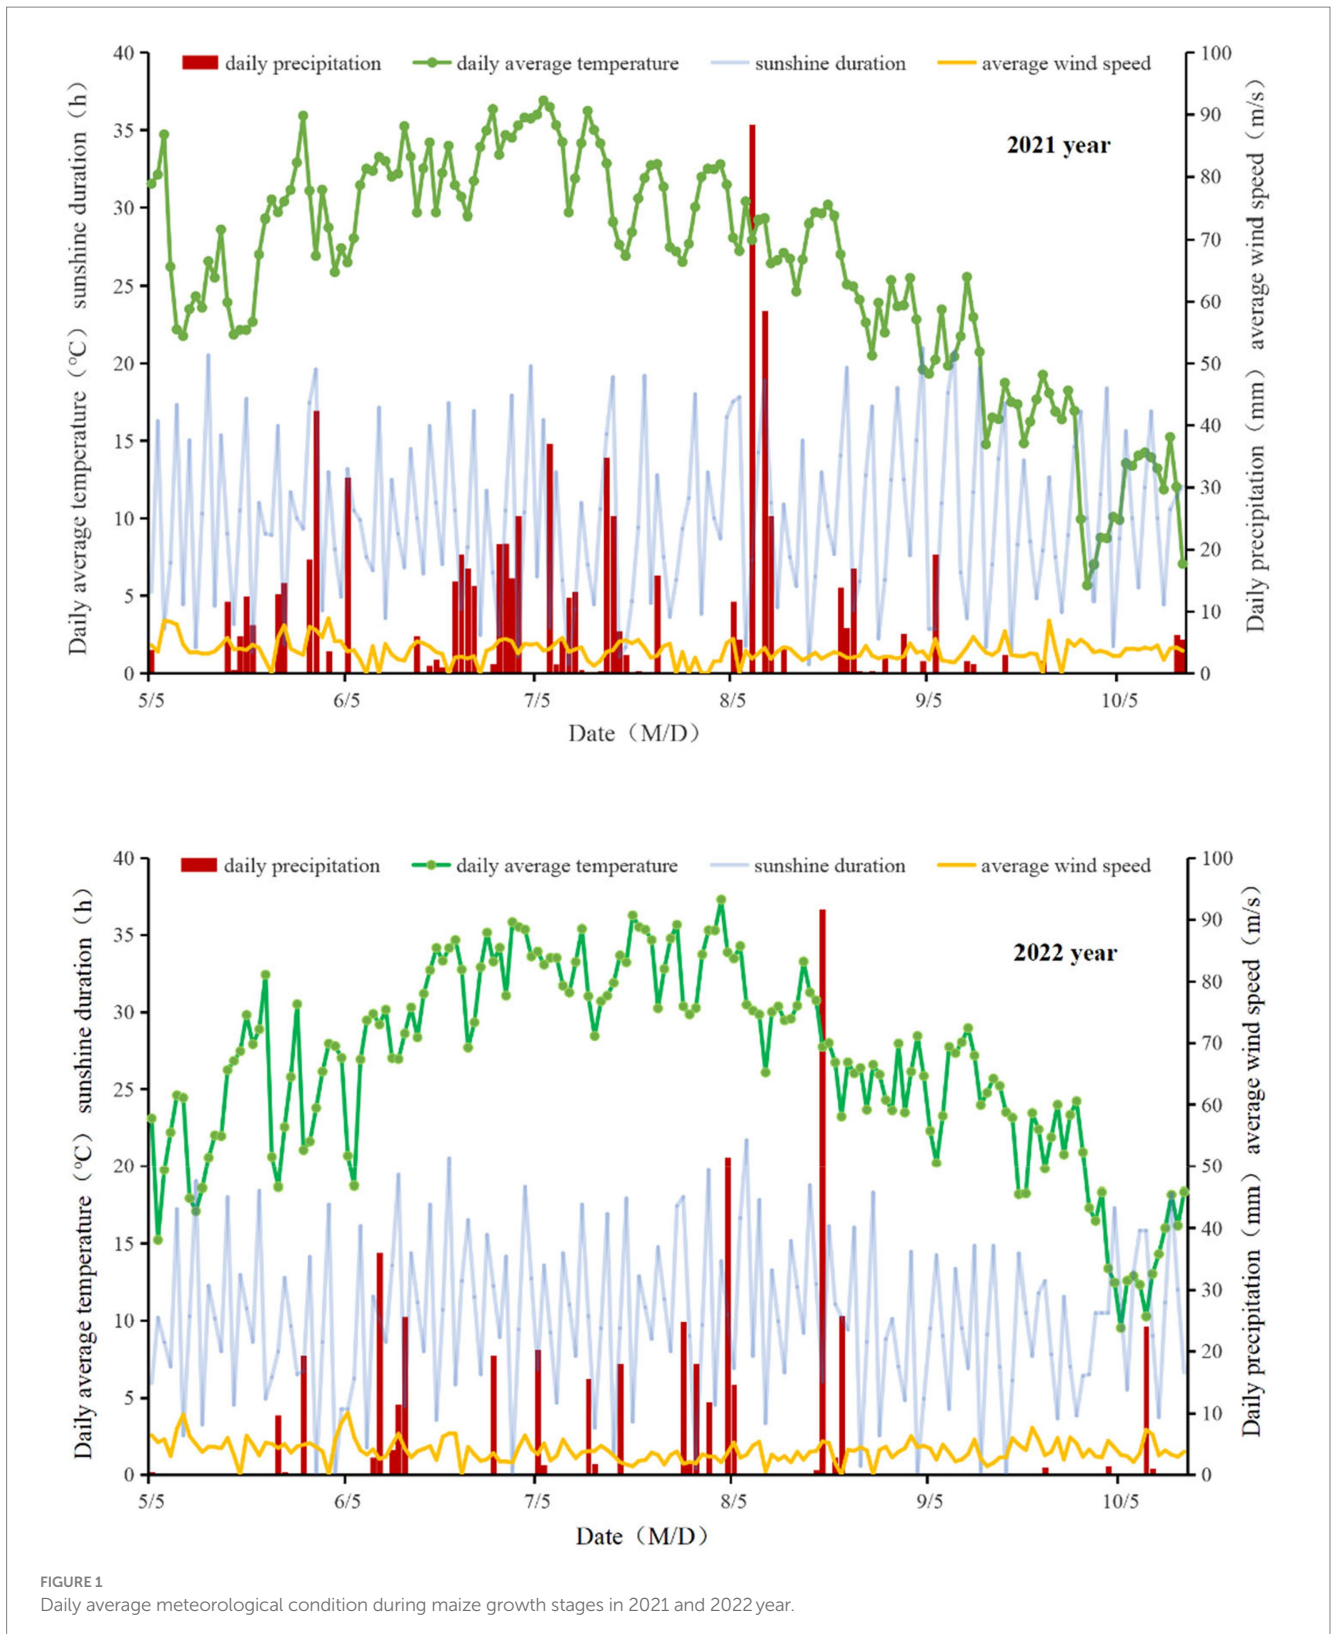 daily precipitation daily average temperature sunshine duration average wind speed
2021 year
Daily average temperature（℃） sunshine duration（h）
40
35
30
25
20
15
10
5
0
Daily precipitation（mm） average wind speed（m/s）
100
90
80
70
60
50
40
30
20
10
0
5/5 6/5 7/5 8/5 9/5 10/5
Date（M/D）
daily precipitation daily average temperature sunshine duration average wind speed
2022 year
Daily average temperature（℃） sunshine duration（h）
40
35
30
25
20
15
10
5
0
Daily precipitation（mm） average wind speed（m/s）
100
90
80
70
60
50
40
30
20
10
0
5/5 6/5 7/5 8/5 9/5 10/5
Date（M/D）
FIGURE 1
Daily average meteorological condition during maize growth stages in 2021 and 2022 year.